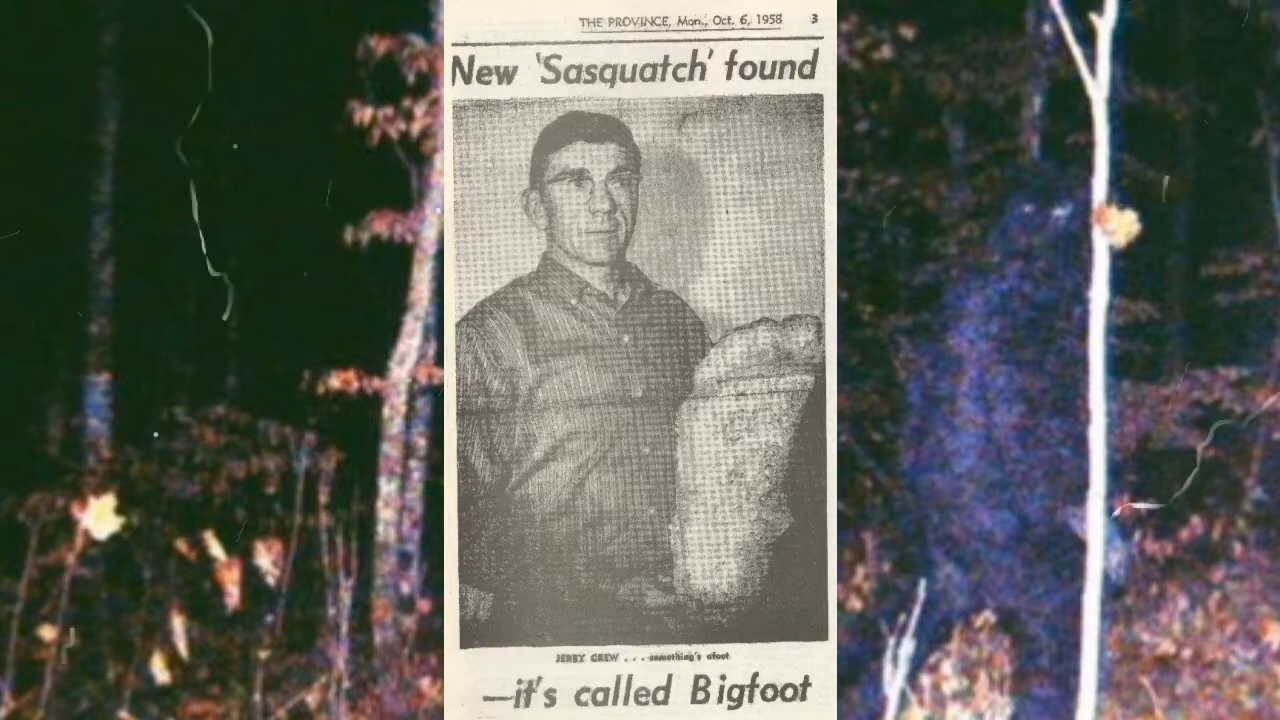 THE PROVINCE, Mon., Oct. 6, 1958 3
New 'Sasquatch' found
JERRY CREW . . . something's afoot
—it's called Bigfoot